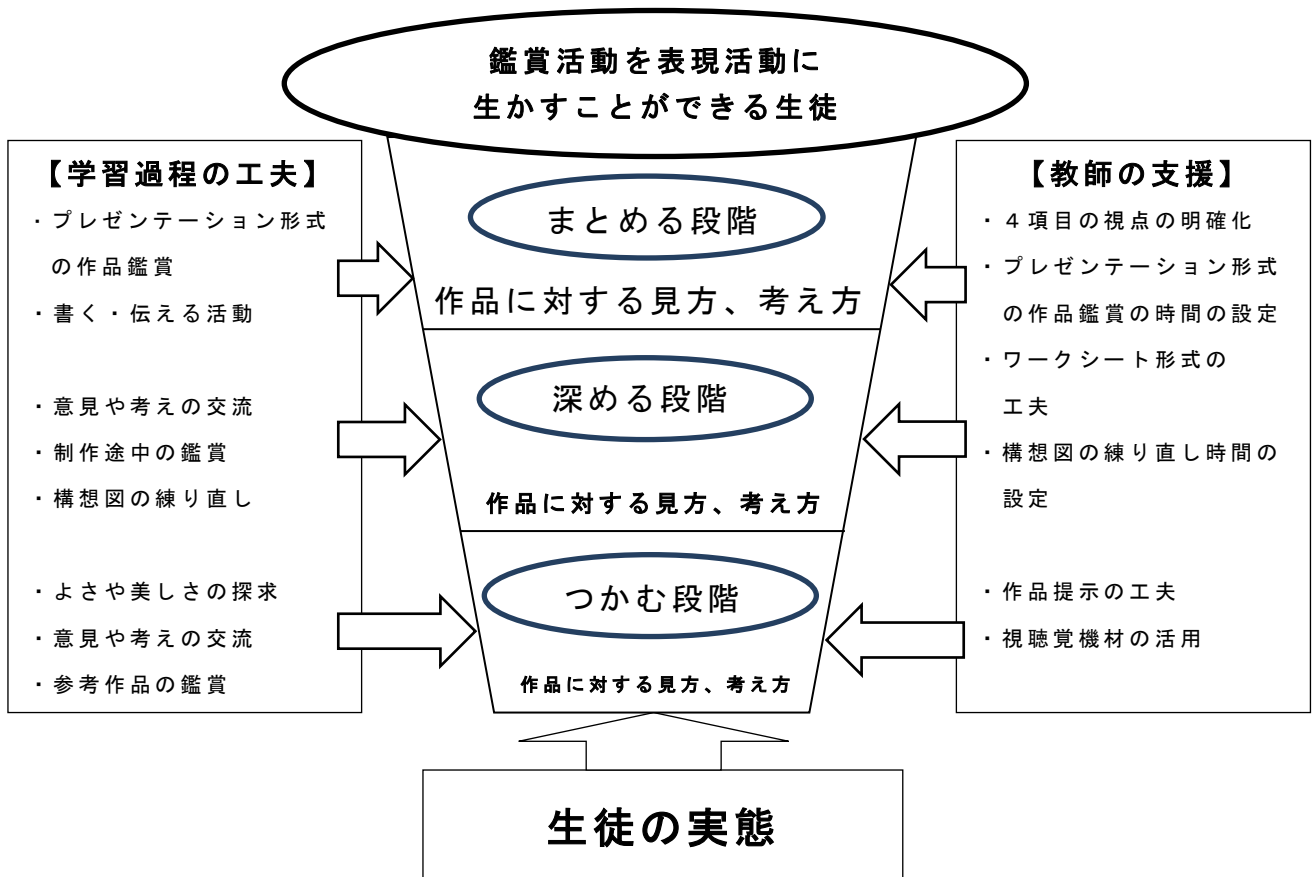 鑑賞活動を表現活動に
生かすことができる生徒
【学習過程の工夫】
・プレゼンテーション形式
の作品鑑賞
・書く・伝える活動
・意見や考えの交流
・制作途中の鑑賞
・構想図の練り直し
・よさや美しさの探求
・意見や考えの交流
・参考作品の鑑賞
まとめる段階
作品に対する見方、考え方
深める段階
作品に対する見方、考え方
つかむ段階
作品に対する見方、考え方
【教師の支援】
・４項目の視点の明確化
・プレゼンテーション形式
の作品鑑賞の時間の設定
・ワークシート形式の
工夫
・構想図の練り直し時間の
設定
・作品提示の工夫
・視聴覚機材の活用
生徒の実態